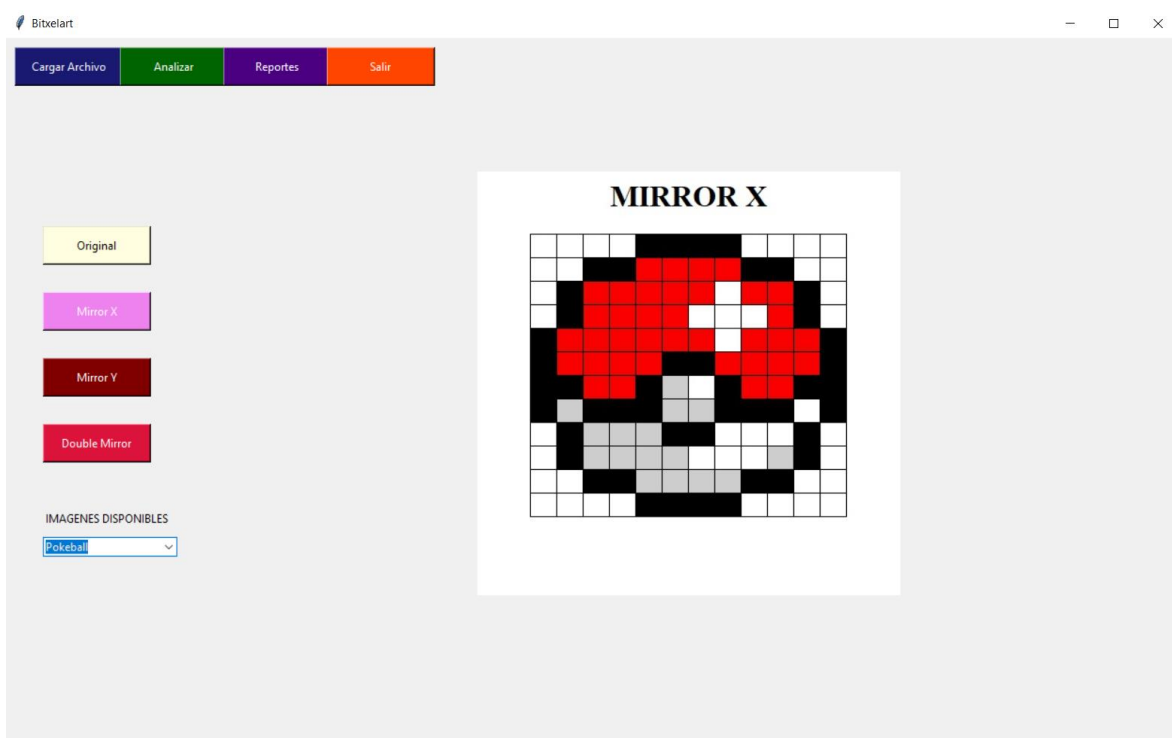 Bitxelart
Cargar Archivo
Analizar
Reportes
Salir
MIRROR X
Original
Mirror X
Mirror Y
Double Mirror
IMAGENES DISPONIBLES
Pokeball